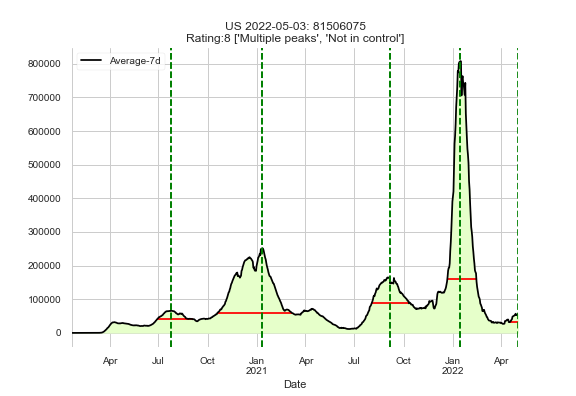 US 2022-05-03: 81506075
Rating:8 ['Multiple peaks', 'Not in control']
Average-7d
800000
700000
600000
500000
400000
300000
200000
100000
0
Apr Jul Oct Jan Apr Jul Oct Jan Apr
2021 2022
Date